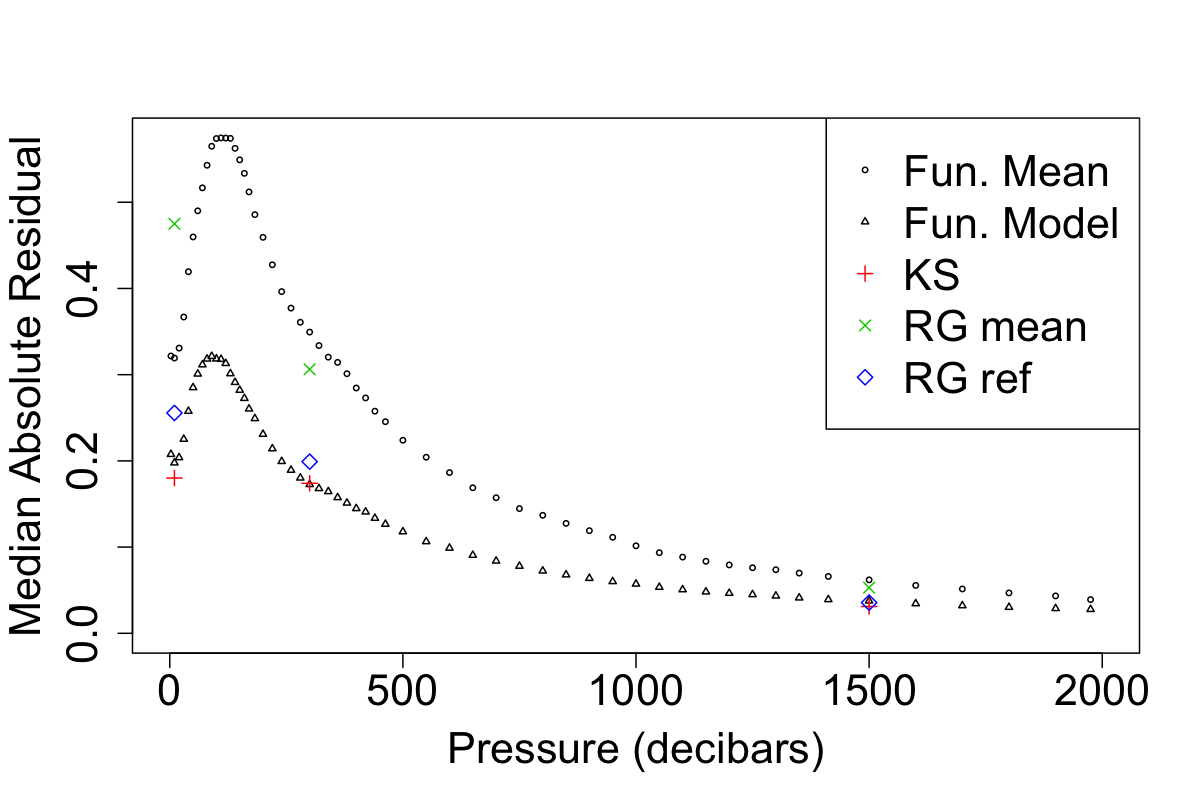 Median Absolute Residual
0.4
0.2
0.0
0 500 1000 1500 2000
Pressure (decibars)
Fun. Mean
Fun. Model
KS
RG mean
RG ref